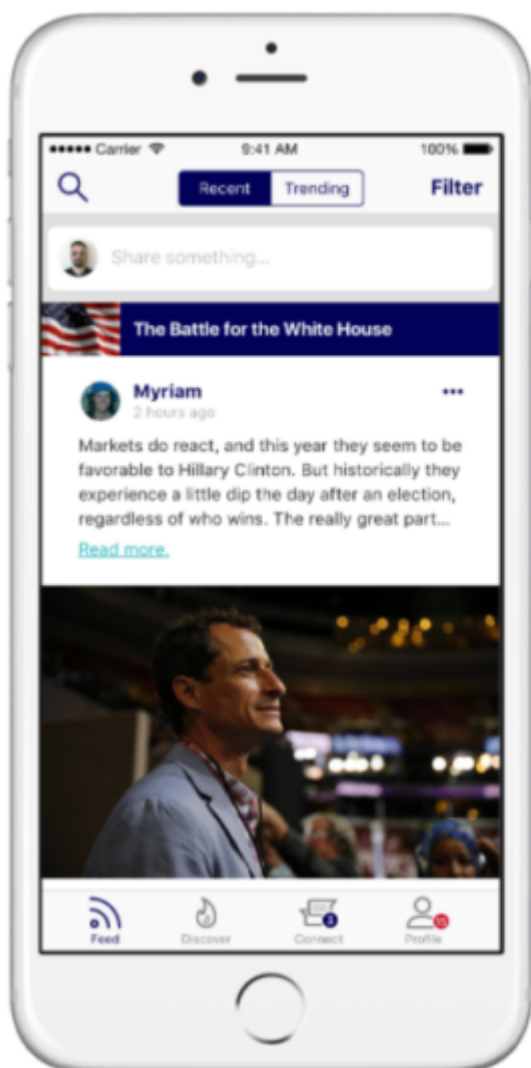 Carrier 9:41 AM 100%
Recent Trending Filter
Share something...
The Battle for the White House
Myriam
2 hours ago
Markets do react, and this year they seem to be
favorable to Hillary Clinton. But historically they
experience a little dip the day after an election,
regardless of who wins. The really great part...
Read more.
3 15
Feed Discover Connect Profile